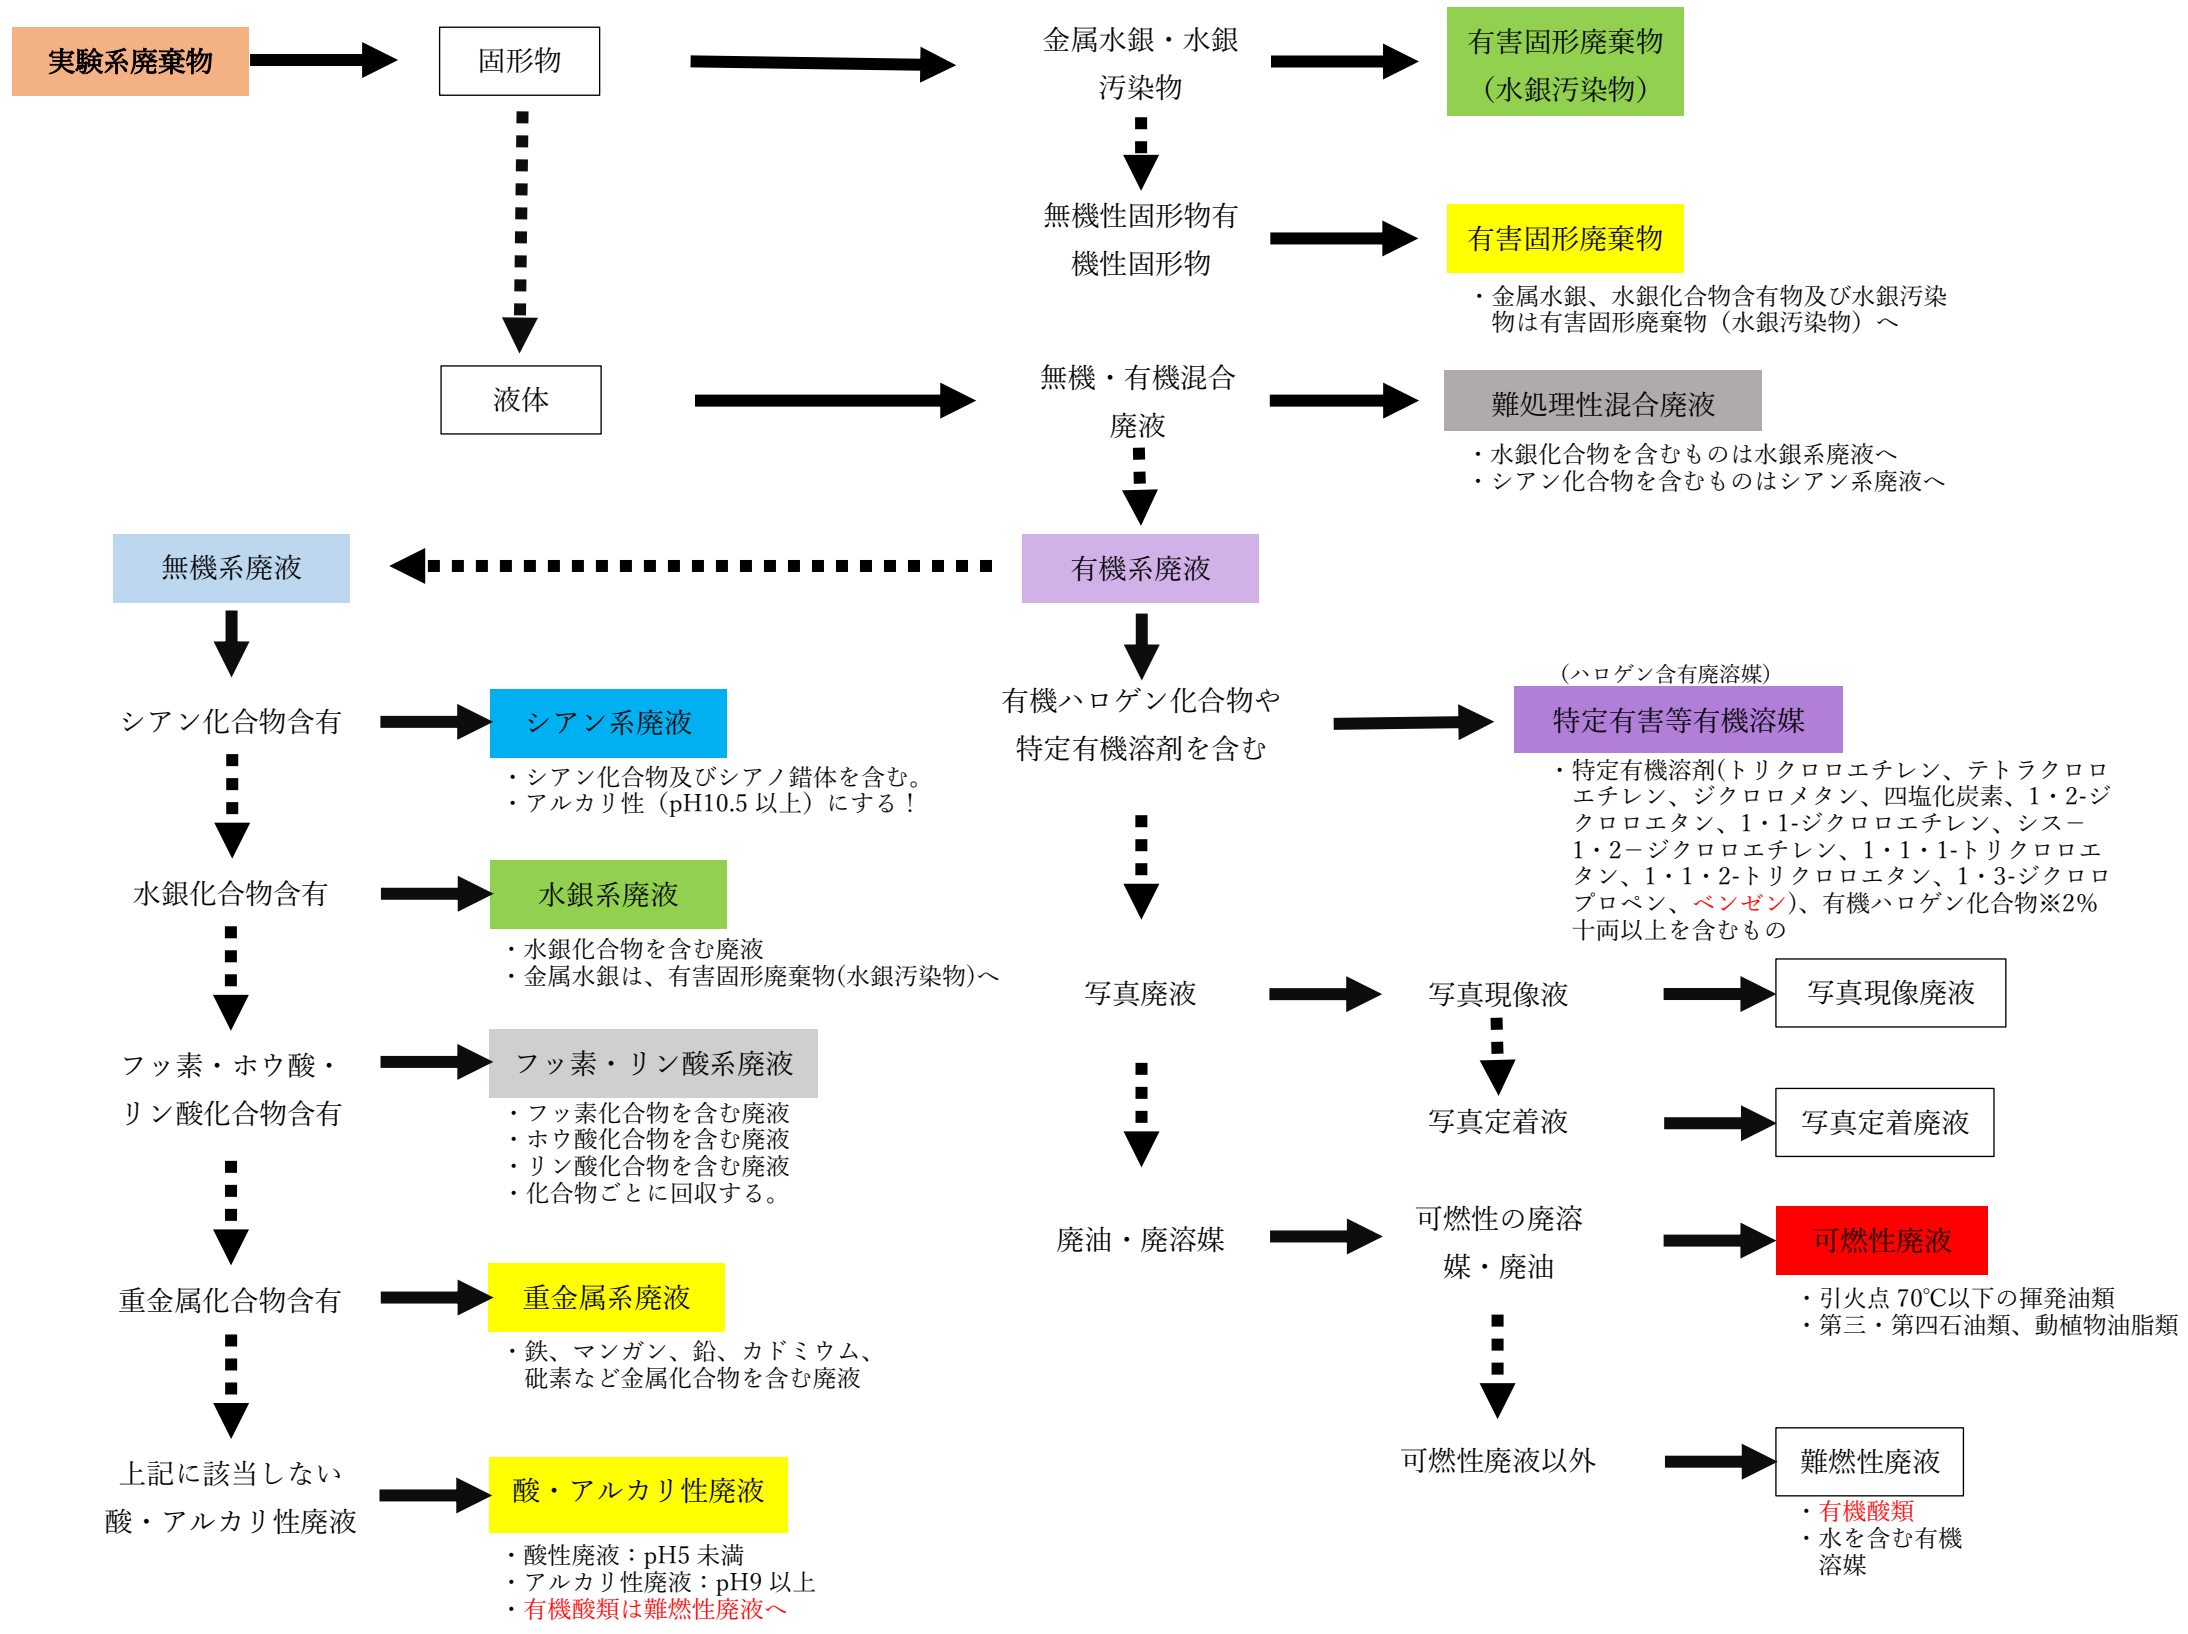 実験系廃棄物
固形物
金属水銀・水銀
汚染物
有害固形廃棄物
（水銀汚染物）
無機性固形物有
機性固形物
有害固形廃棄物
・金属水銀、水銀化合物含有物及び水銀汚染
物は有害固形廃棄物（水銀汚染物）へ
液体
無機・有機混合
廃液
難処理性混合廃液
・水銀化合物を含むものは水銀系廃液へ
・シアン化合物を含むものはシアン系廃液へ
無機系廃液
有機系廃液
シアン化合物含有
シアン系廃液
・シアン化合物及びシアノ錯体を含む。
・アルカリ性（pH10.5 以上）にする！
水銀化合物含有
水銀系廃液
・水銀化合物を含む廃液
・金属水銀は、有害固形廃棄物(水銀汚染物)へ
フッ素・ホウ酸・
リン酸化合物含有
フッ素・リン酸系廃液
・フッ素化合物を含む廃液
・ホウ酸化合物を含む廃液
・リン酸化合物を含む廃液
・化合物ごとに回収する。
重金属化合物含有
重金属系廃液
・鉄、マンガン、鉛、カドミウム、
砒素など金属化合物を含む廃液
上記に該当しない
酸・アルカリ性廃液
酸・アルカリ性廃液
・酸性廃液：pH5 未満
・アルカリ性廃液：pH9 以上
・有機酸類は難燃性廃液へ
有機ハロゲン化合物や
特定有機溶剤を含む
（ハロゲン含有廃溶媒）
特定有害等有機溶媒
・特定有機溶剤(トリクロロエチレン、テトラクロロ
エチレン、ジクロロメタン、四塩化炭素、1・2-ジ
クロロエタン、1・1-ジクロロエチレン、シス－
1・2－ジクロロエチレン、1・1・1-トリクロロエ
タン、1・1・2-トリクロロエタン、1・3-ジクロロ
プロペン、ベンゼン)、有機ハロゲン化合物※2％
十両以上を含むもの
写真廃液
写真現像液
写真現像廃液
写真定着液
写真定着廃液
廃油・廃溶媒
可燃性の廃溶
媒・廃油
可燃性廃液
・引火点 70℃以下の揮発油類
・第三・第四石油類、動植物油脂類
可燃性廃液以外
難燃性廃液
・有機酸類
・水を含む有機
溶媒